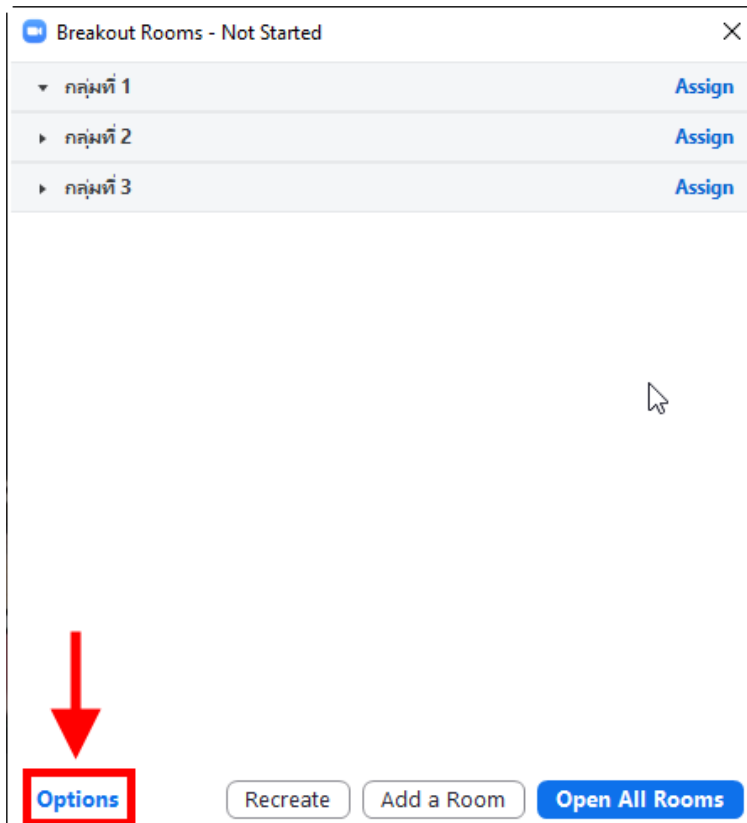 Breakout Rooms - Not Started
กลุ่มที่ 1 Assign
กลุ่มที่ 2 Assign
กลุ่มที่ 3 Assign
Options Recreate Add a Room Open All Rooms